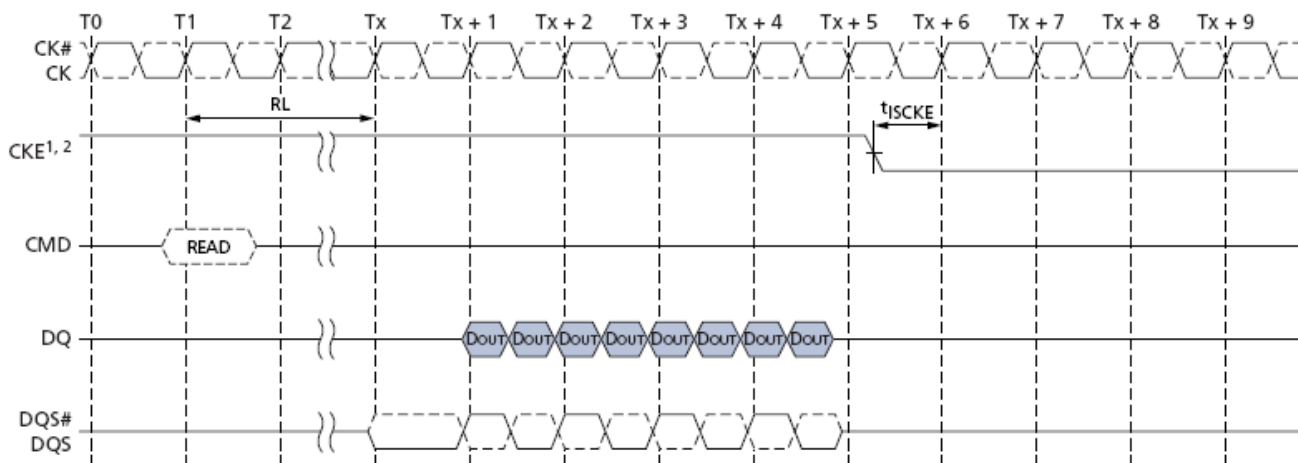 T0 T1 T2 Tx Tx + 1 Tx + 2 Tx + 3 Tx + 4 Tx + 5 Tx + 6 Tx + 7 Tx + 8 Tx + 9
CK#
CK
RL
tISCKE
CKE1, 2
CMD READ
DQ DOUT DOUT DOUT DOUT DOUT DOUT DOUT DOUT
DQS#
DQS